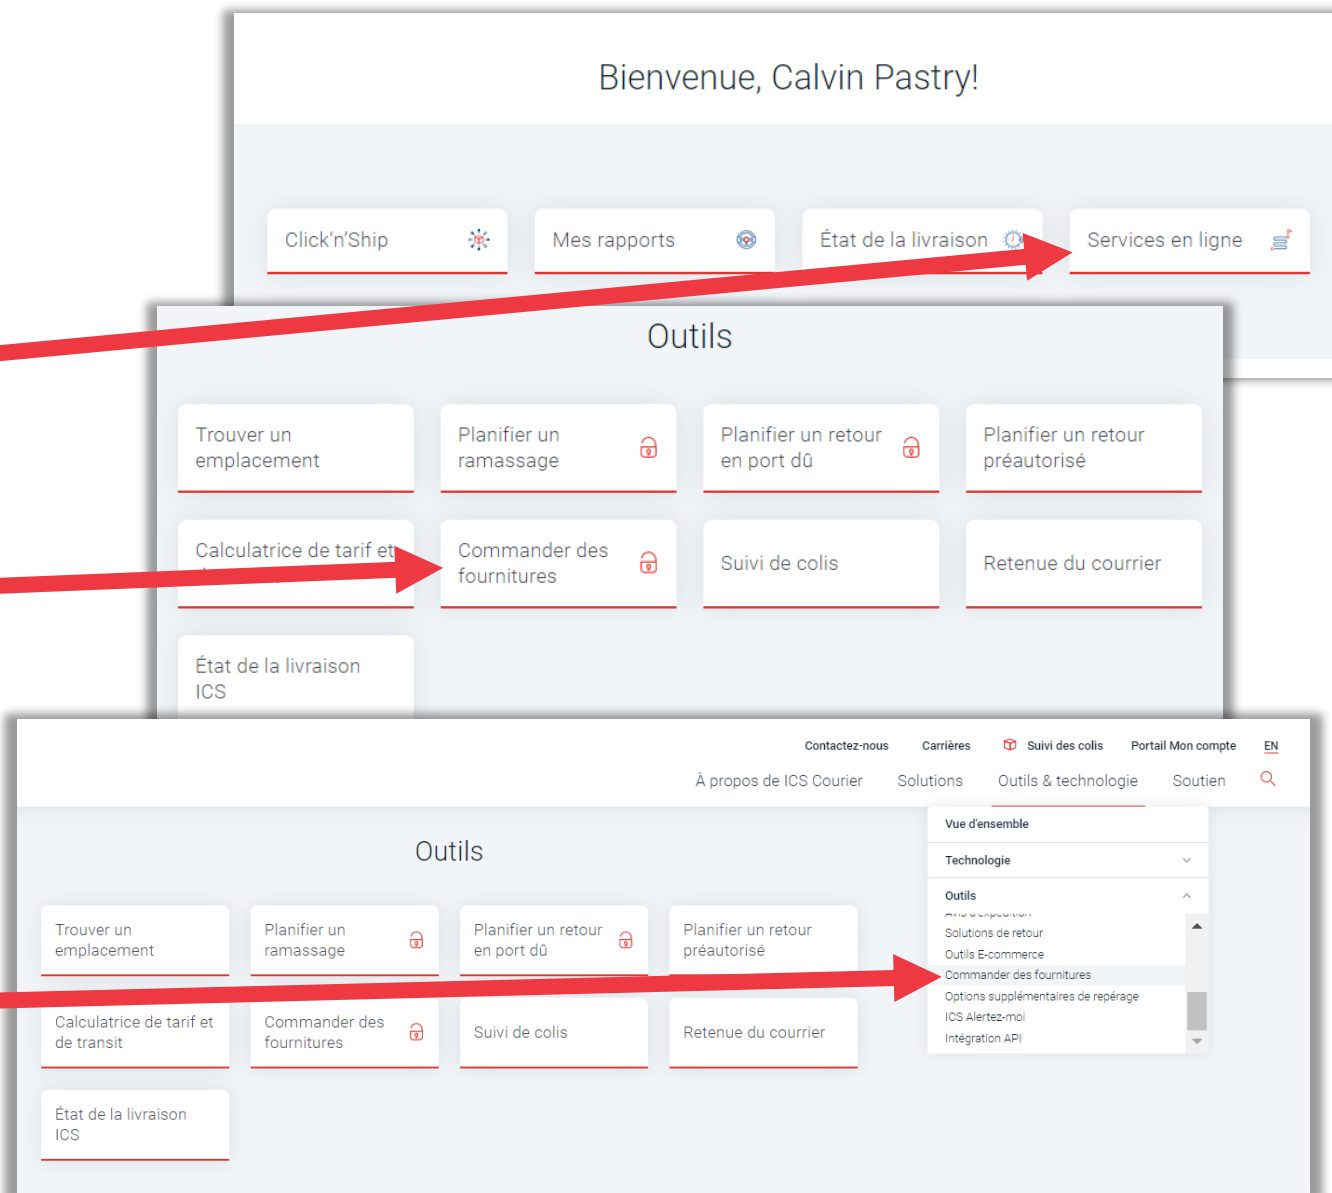 Bienvenue, Calvin Pastry!
Click'n'Ship
Mes rapports
État de la livraison
Services en ligne
Outils
Trouver un
emplacement
Planifier un
ramassage
Planifier un retour
en port dû
Planifier un retour
préautorisé
Calculatrice de tarif et
Commander des
fournitures
Suivi de colis
Retenue du courrier
État de la livraison
ICS
Contactez-nous
Carrières
Suivi des colis
Portail Mon compte
EN
À propos de ICS Courier
Solutions
Outils & technologie
Soutien
Outils
Trouver un
emplacement
Planifier un
ramassage
Planifier un retour
en port dû
Planifier un retour
préautorisé
Calculatrice de tarif et
de transit
Commander des
fournitures
Suivi de colis
Retenue du courrier
État de la livraison
ICS
Vue d'ensemble
Technologie
Outils
Avis d'expédition
Solutions de retour
Outils E-commerce
Commander des fournitures
Options supplémentaires de repérage
ICS Alertez-moi
Intégration API